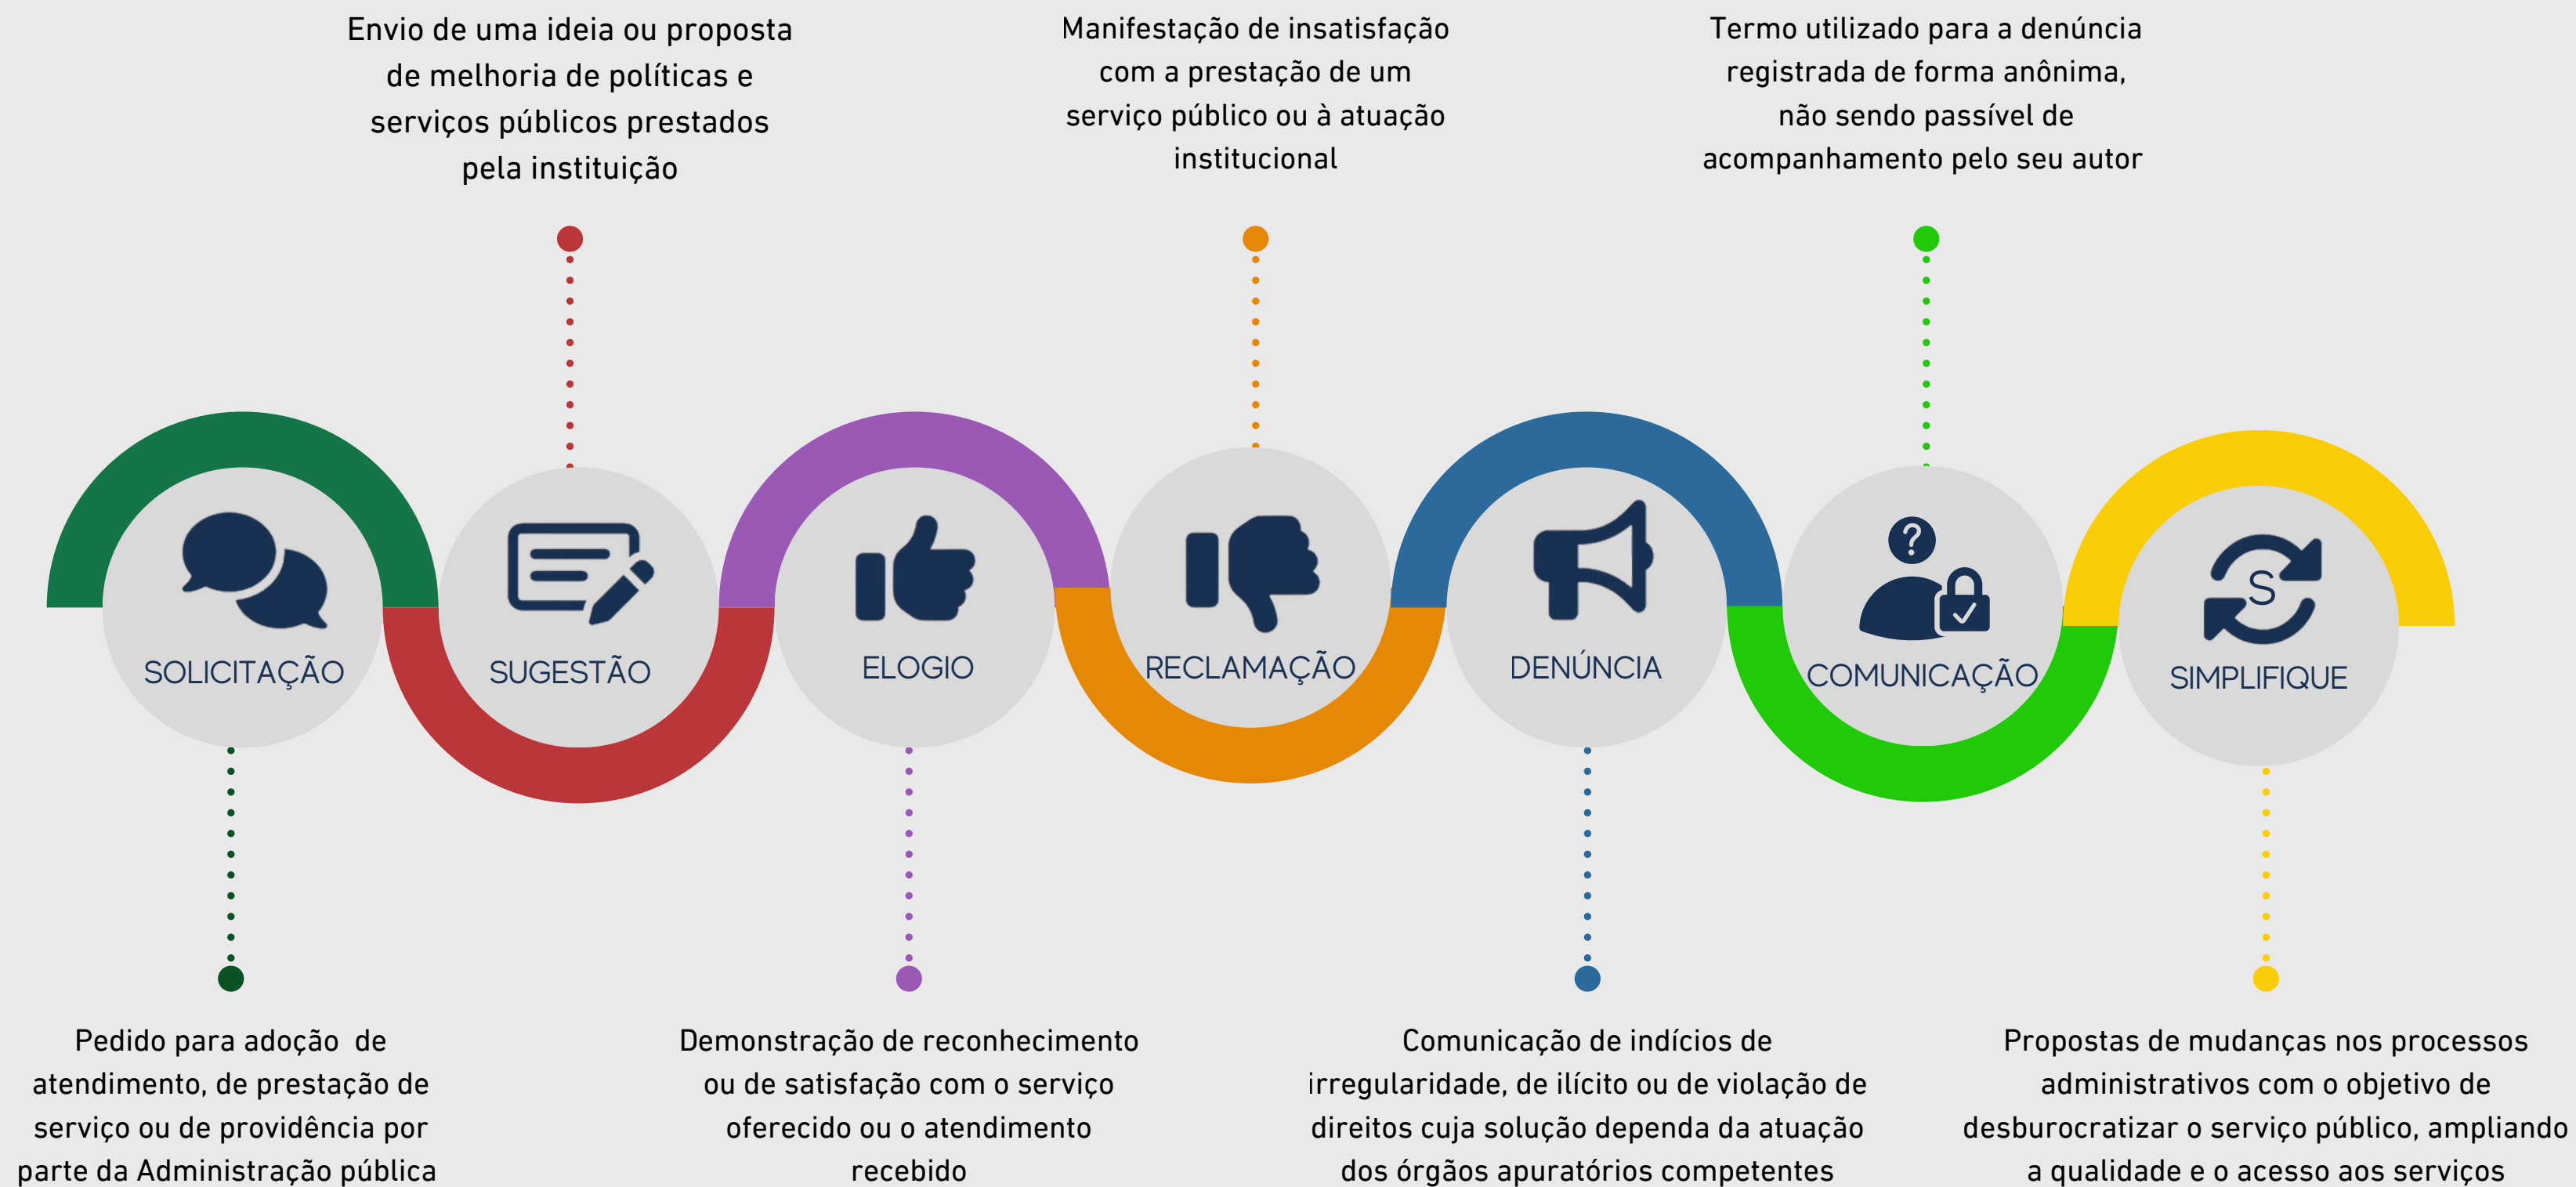 Envio de uma ideia ou proposta
de melhoria de políticas e
serviços públicos prestados
pela instituição
Manifestação de insatisfação
com a prestação de um
serviço público ou à atuação
institucional
Termo utilizado para a denúncia
registrada de forma anônima,
não sendo passível de
acompanhamento pelo seu autor
SOLICITAÇÃO
SUGESTÃO
ELOGIO
RECLAMAÇÃO
DENÚNCIA
?
COMUNICAÇÃO
S
SIMPLIFIQUE
Pedido para adoção de
atendimento, de prestação de
serviço ou de providência por
parte da Administração pública
Demonstração de reconhecimento
ou de satisfação com o serviço
oferecido ou o atendimento
recebido
Comunicação de indícios de
irregularidade, de ilícito ou de violação de
direitos cuja solução dependa da atuação
dos órgãos apuratórios competentes
Propostas de mudanças nos processos
administrativos com o objetivo de
desburocratizar o serviço público, ampliando
a qualidade e o acesso aos serviços